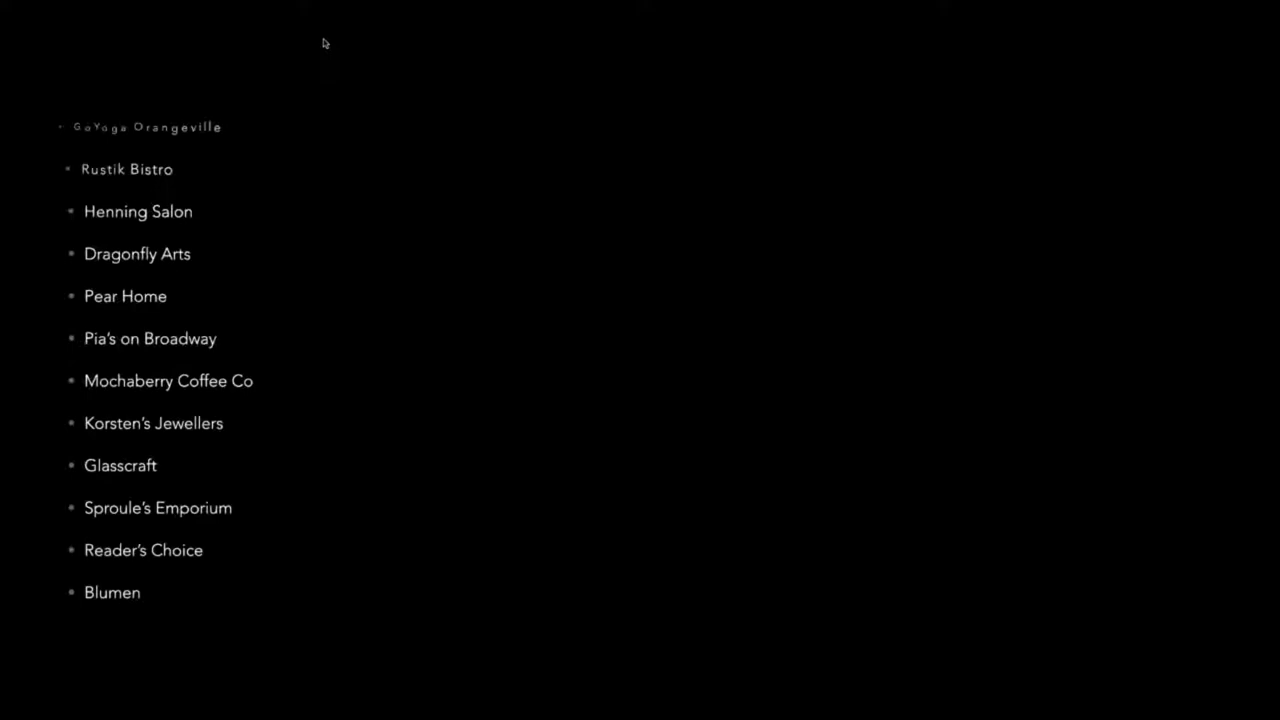 • GoYoga Orangeville
• Rustik Bistro
• Henning Salon
• Dragonfly Arts
• Pear Home
• Pia's on Broadway
• Mochaberry Coffee Co
• Korsten's Jewellers
• Glasscraft
• Sproule's Emporium
• Reader's Choice
• Blumen